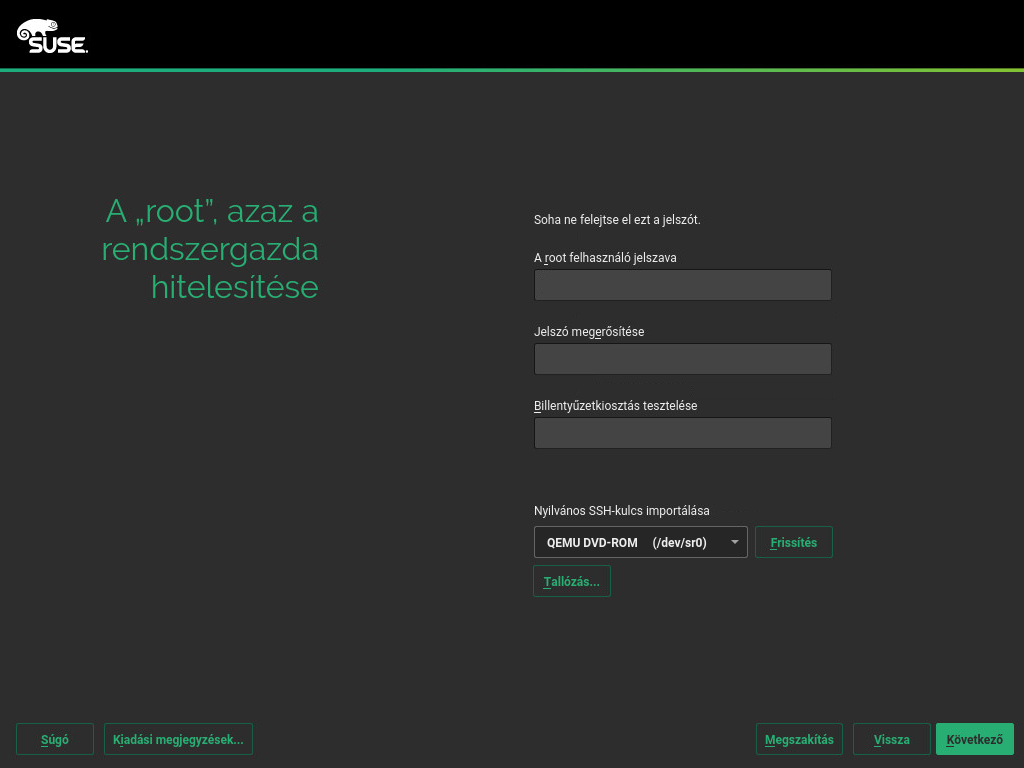 SUSE.
A „root”, azaz a
rendszergazda
hitelesítése
Soha ne felejtse el ezt a jelszót.
A root felhasználó jelszava
Jelszó megerősítése
Billentyűzetkiosztás tesztelése
Nyilvános SSH-kulcs importálása
QEMU DVD-ROM (/dev/sr0)
Frissítés
Tallózás...
Súgó
Kiadási megjegyzések...
Megszakítás
Vissza
Következő